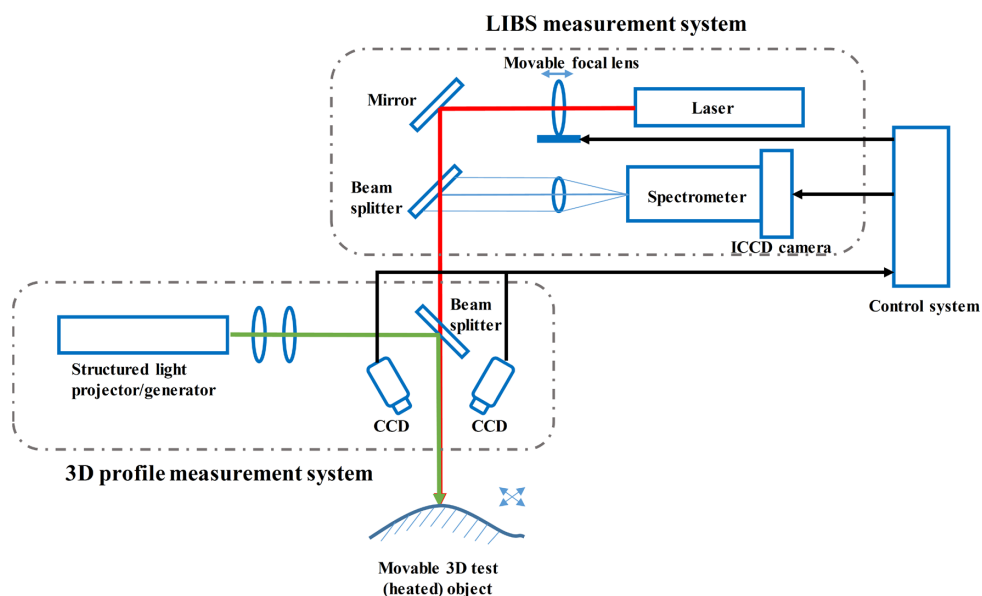 LIBS measurement system
Movable focal lens
Mirror
Laser
Beam
splitter
Spectrometer
ICCD camera
Control system
Beam
splitter
Structured light
projector/generator
CCD
CCD
3D profile measurement system
Movable 3D test
(heated) object